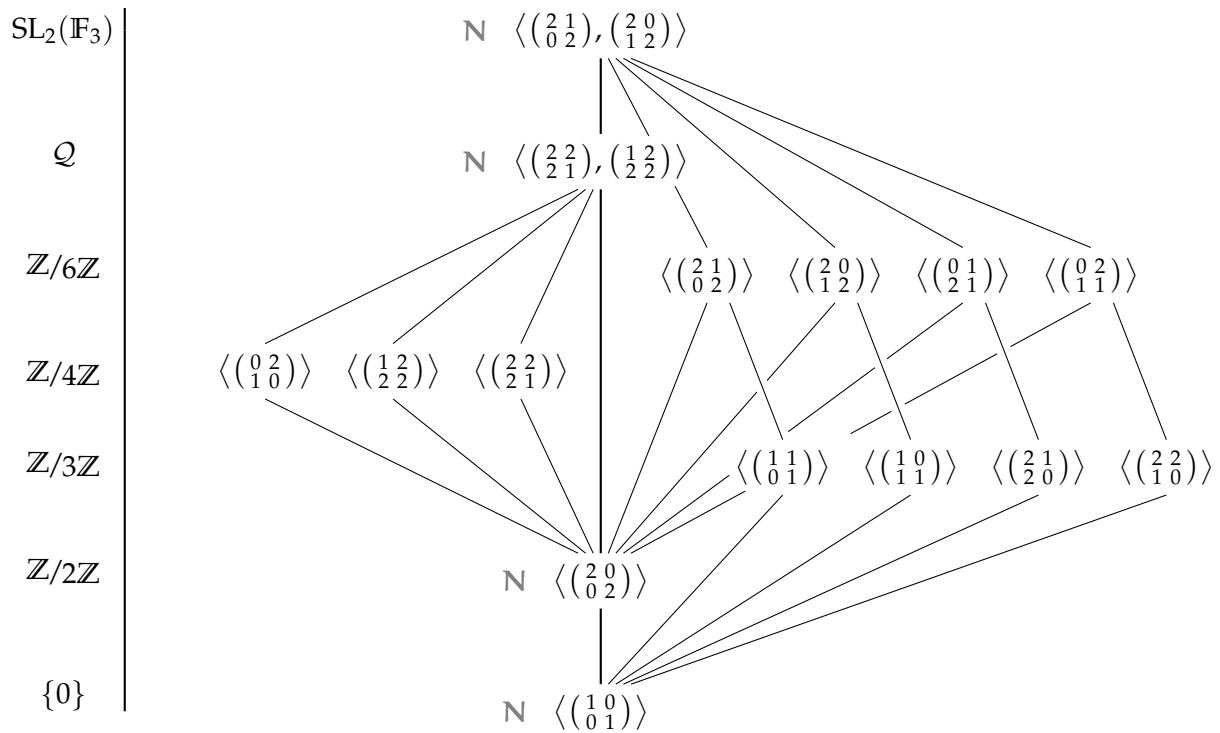 SL₂(𝔽₃) N ⟨(2 1 / 0 2), (2 0 / 1 2)⟩
𝒬 N ⟨(2 2 / 2 1), (1 2 / 2 2)⟩
ℤ/6ℤ ⟨(2 1 / 0 2)⟩ ⟨(2 0 / 1 2)⟩ ⟨(0 1 / 2 1)⟩ ⟨(0 2 / 1 1)⟩
ℤ/4ℤ ⟨(0 2 / 1 0)⟩ ⟨(1 2 / 2 2)⟩ ⟨(2 2 / 2 1)⟩
ℤ/3ℤ ⟨(1 1 / 0 1)⟩ ⟨(1 0 / 1 1)⟩ ⟨(2 1 / 2 0)⟩ ⟨(2 2 / 1 0)⟩
ℤ/2ℤ N ⟨(2 0 / 0 2)⟩
{0} N ⟨(1 0 / 0 1)⟩